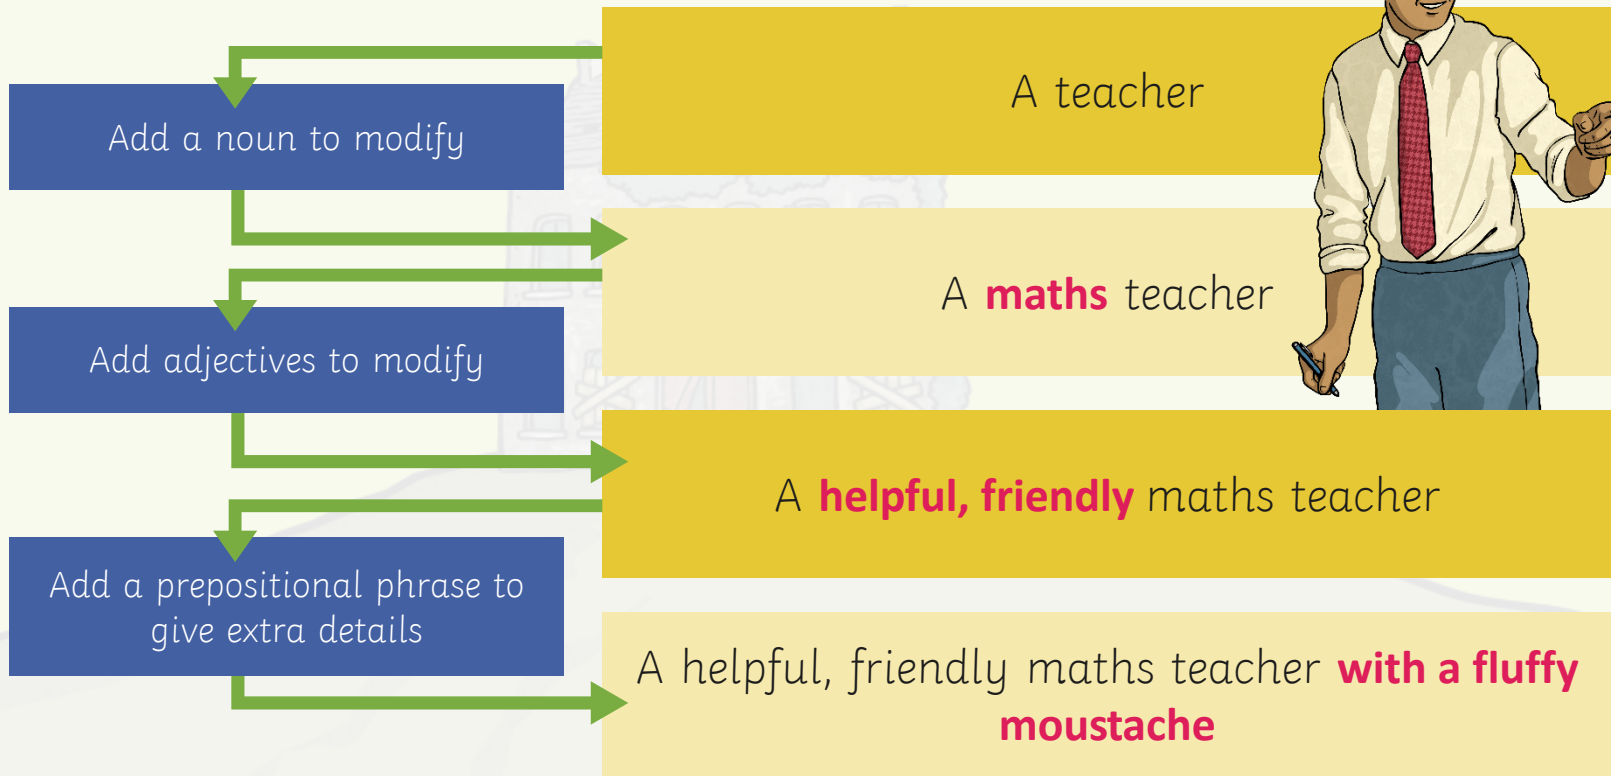 A teacher
Add a noun to modify
A maths teacher
Add adjectives to modify
A helpful, friendly maths teacher
Add a prepositional phrase to
give extra details
A helpful, friendly maths teacher with a fluffy
moustache